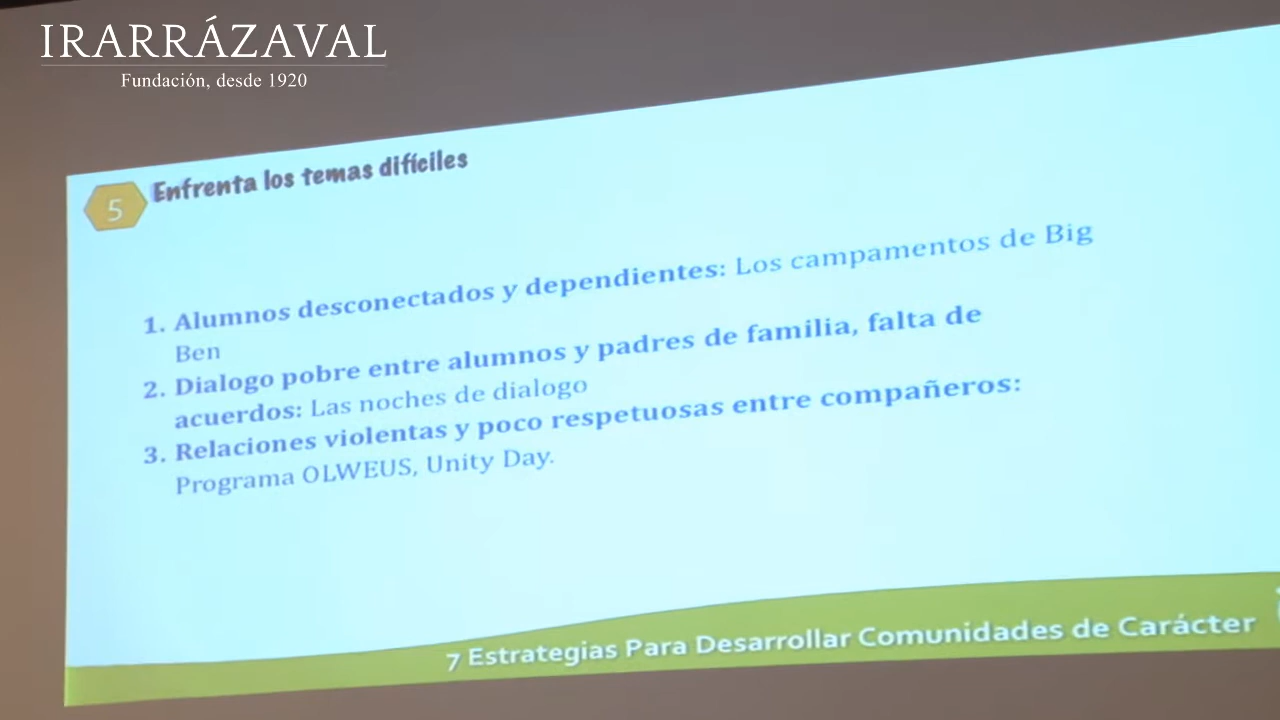 IRARRÁZAVAL
Fundación, desde 1920
5
Enfrenta los temas difíciles
1. Alumnos desconectados y dependientes: Los campamentos de Big
Ben
2. Dialogo pobre entre alumnos y padres de familia, falta de
acuerdos: Las noches de dialogo
3. Relaciones violentas y poco respetuosas entre compañeros:
Programa OLWEUS, Unity Day.
7 Estrategias Para Desarrollar Comunidades de Carácter